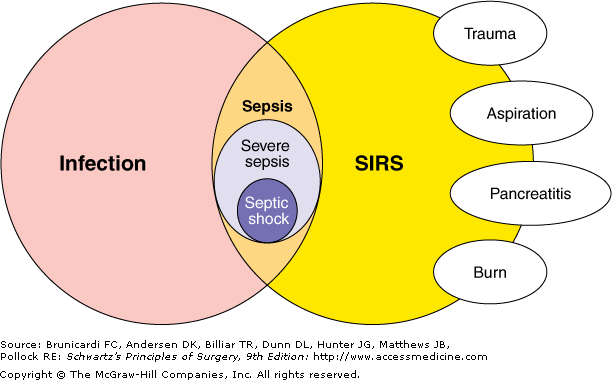 Trauma
Aspiration
Sepsis
Severe
sepsis
Infection
SIRS
Septic
shock
Pancreatitis
Burn
Source: Brunicardi FC, Andersen DK, Billiar TR, Dunn DL, Hunter JG, Matthews JB,
Pollock RE: Schwartz's Principles of Surgery, 9th Edition: http://www.accessmedicine.com
Copyright © The McGraw-Hill Companies, Inc. All rights reserved.